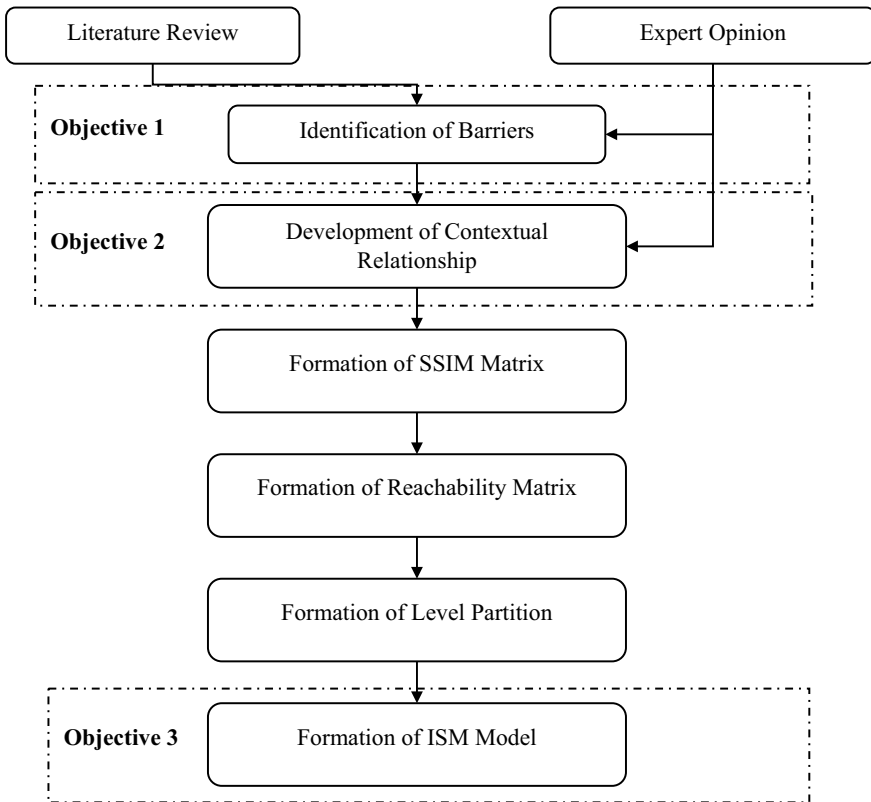 Literature Review
Expert Opinion
Objective 1
Identification of Barriers
Objective 2
Development of Contextual
Relationship
Formation of SSIM Matrix
Formation of Reachability Matrix
Formation of Level Partition
Objective 3
Formation of ISM Model